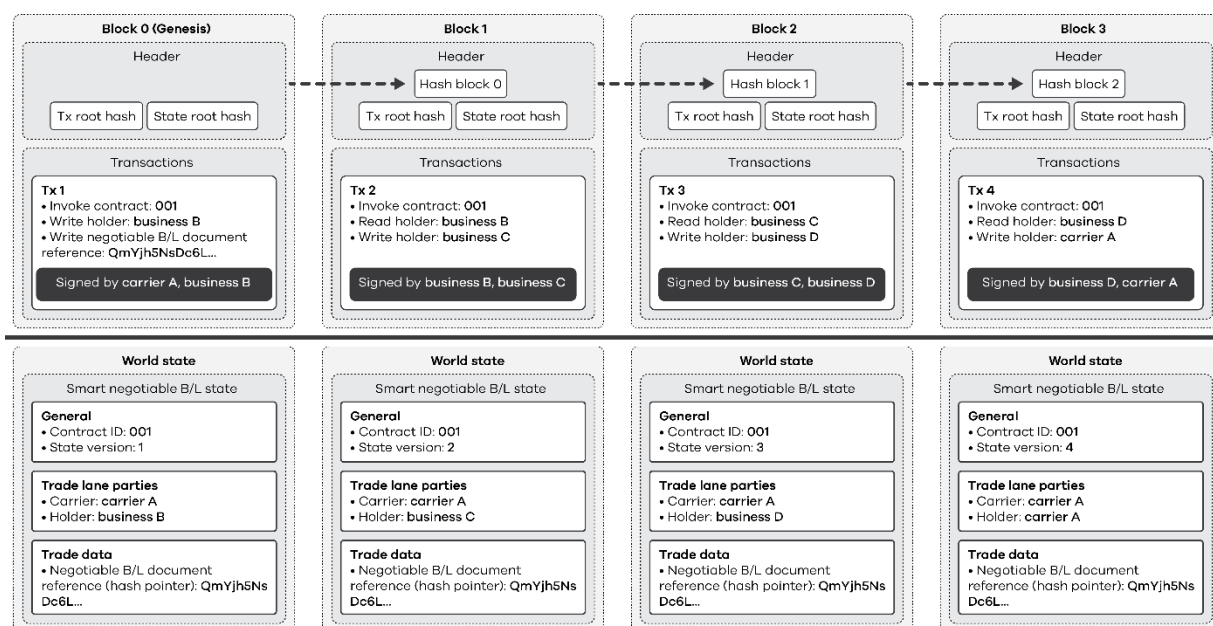 Block 0 (Genesis)
Header
Tx root hash
State root hash
Transactions
Tx 1
• Invoke contract: 001
• Write holder: business B
• Write negotiable B/L document
reference: QmYjh5NsDc6L...
Signed by carrier A, business B
Block 1
Header
Hash block 0
Tx root hash
State root hash
Transactions
Tx 2
• Invoke contract: 001
• Read holder: business B
• Write holder: business C
Signed by business B, business C
Block 2
Header
Hash block 1
Tx root hash
State root hash
Transactions
Tx 3
• Invoke contract: 001
• Read holder: business C
• Write holder: business D
Signed by business C, business D
Block 3
Header
Hash block 2
Tx root hash
State root hash
Transactions
Tx 4
• Invoke contract: 001
• Read holder: business D
• Write holder: carrier A
Signed by business D, carrier A
World state
Smart negotiable B/L state
General
• Contract ID: 001
• State version: 1
Trade lane parties
• Carrier: carrier A
• Holder: business B
Trade data
• Negotiable B/L document
reference (hash pointer): QmYjh5Ns
Dc6L...
World state
Smart negotiable B/L state
General
• Contract ID: 001
• State version: 2
Trade lane parties
• Carrier: carrier A
• Holder: business C
Trade data
• Negotiable B/L document
reference (hash pointer): QmYjh5Ns
Dc6L...
World state
Smart negotiable B/L state
General
• Contract ID: 001
• State version: 3
Trade lane parties
• Carrier: carrier A
• Holder: business D
Trade data
• Negotiable B/L document
reference (hash pointer): QmYjh5Ns
Dc6L...
World state
Smart negotiable B/L state
General
• Contract ID: 001
• State version: 4
Trade lane parties
• Carrier: carrier A
• Holder: carrier A
Trade data
• Negotiable B/L document
reference (hash pointer): QmYjh5Ns
Dc6L...